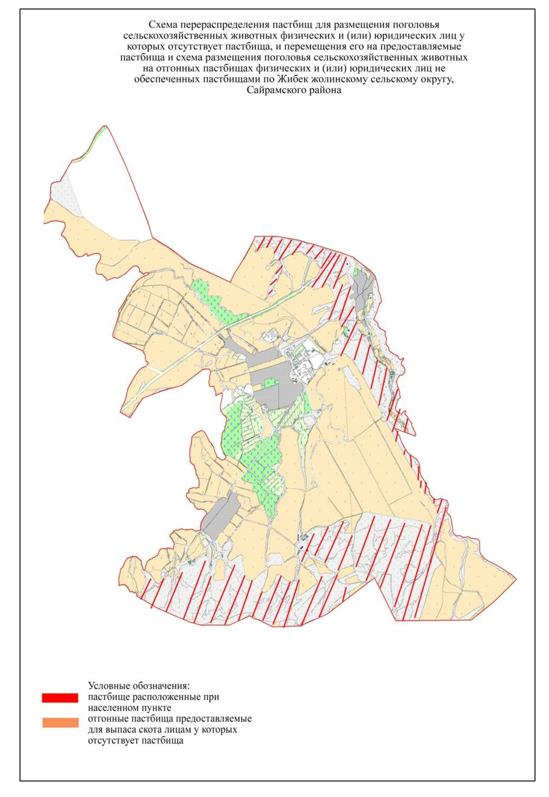 Схема перераспределения пастбищ для размещения поголовья
сельскохозяйственных животных физических и (или) юридических лиц у
которых отсутствует пастбища, и перемещения его на предоставляемые
пастбища и схема размещения поголовья сельскохозяйственных животных
на отгонных пастбищах физических и (или) юридических лиц не
обеспеченных пастбищами по Жибек жолинскому сельскому округу,
Сайрамского района
Условные обозначения:
пастбище расположенные при
населенном пункте
отгонные пастбища предоставляемые
для выпаса скота лицам у которых
отсутствует пастбища